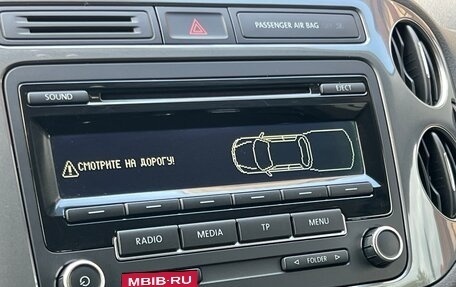 PASSENGER AIR BAG
SOUND
EJECT
СМОТРИТЕ НА ДОРОГУ!
RADIO
MEDIA
TP
MENU
FOLDER
MBIB·RU